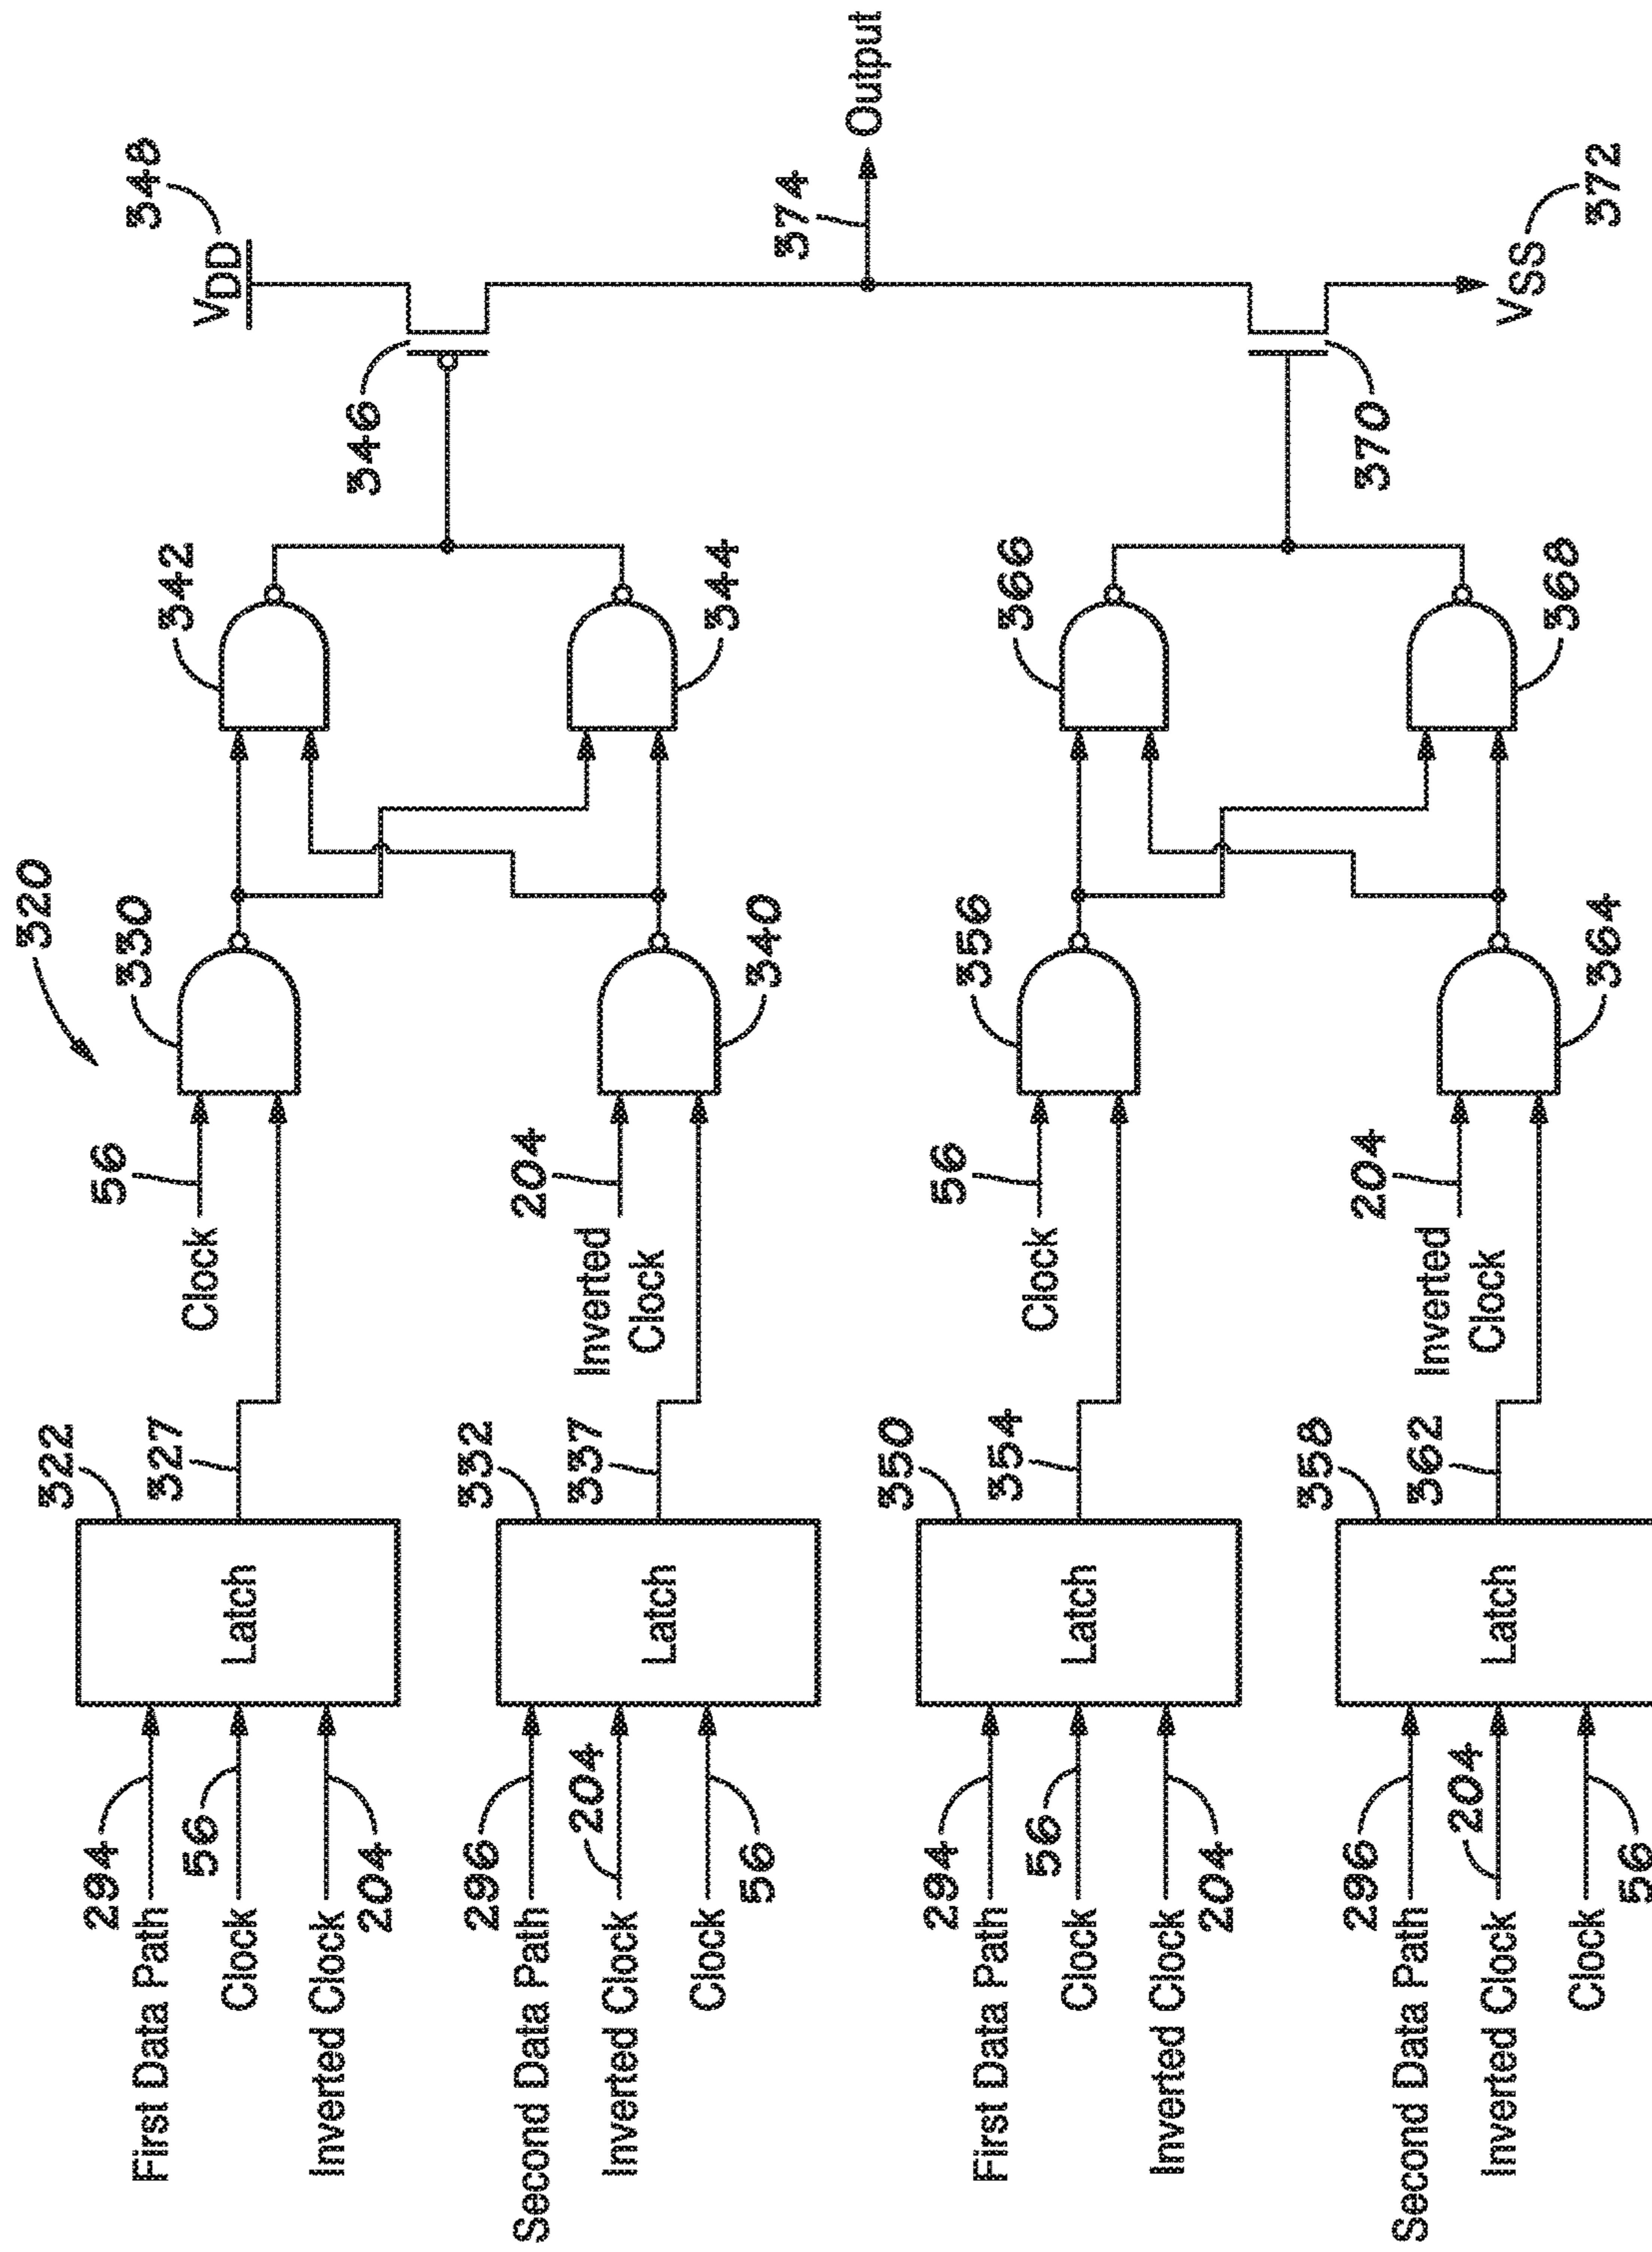 320
294
First Data Path
56
Clock
Inverted Clock
204
Latch
322
327
Clock
56
330
342
346
VDD
348
296
Second Data Path
204
Inverted Clock
Clock
56
Latch
332
337
Inverted
Clock
204
340
344
374
Output
294
First Data Path
56
Clock
Inverted Clock
204
Latch
350
354
Clock
56
356
366
370
VSS
372
296
Second Data Path
204
Inverted Clock
Clock
56
Latch
358
362
Inverted
Clock
204
364
368